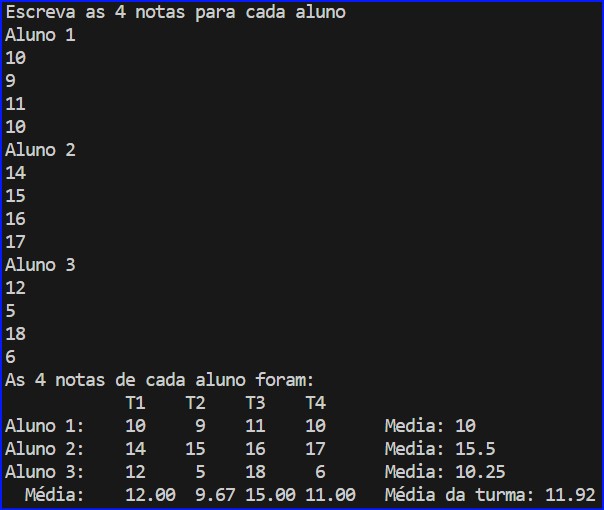 Escreva as 4 notas para cada aluno
Aluno 1
10
9
11
10
Aluno 2
14
15
16
17
Aluno 3
12
5
18
6
As 4 notas de cada aluno foram:
T1 T2 T3 T4
Aluno 1: 10 9 11 10 Media: 10
Aluno 2: 14 15 16 17 Media: 15.5
Aluno 3: 12 5 18 6 Media: 10.25
Média: 12.00 9.67 15.00 11.00 Média da turma: 11.92